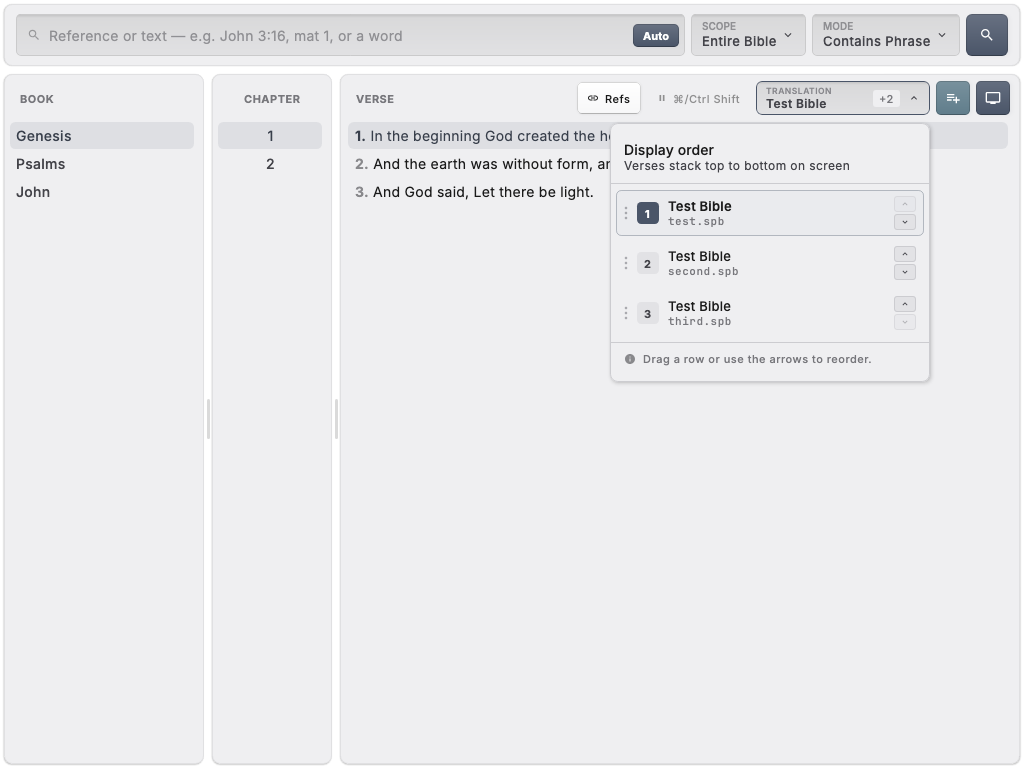 Reference or text — e.g. John 3:16, mat 1, or a word
Auto
SCOPE
Entire Bible
MODE
Contains Phrase
BOOK
Genesis
Psalms
John
CHAPTER
1
2
VERSE
Refs
⌘/Ctrl Shift
TRANSLATION
Test Bible
+2
1. In the beginning God created the he
2. And the earth was without form, an
3. And God said, Let there be light.
Display order
Verses stack top to bottom on screen
1
Test Bible
test.spb
2
Test Bible
second.spb
3
Test Bible
third.spb
Drag a row or use the arrows to reorder.